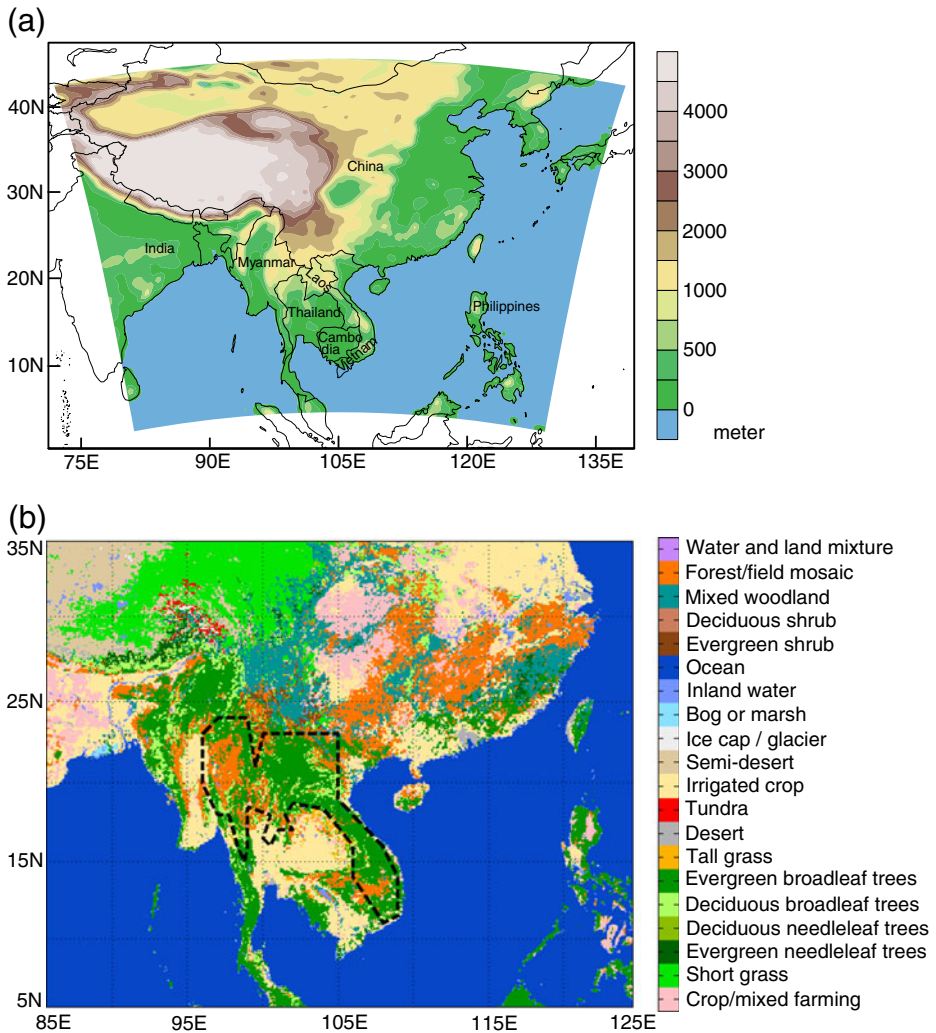 (a)
40N
30N
20N
10N
75E
90E
105E
120E
135E
China
India
Myanmar
Laos
Thailand
Cambo
dia
Vietnam
Philippines
4000
3000
2000
1000
500
0
meter
(b)
35N
25N
15N
5N
85E
95E
105E
115E
125E
Water and land mixture
Forest/field mosaic
Mixed woodland
Deciduous shrub
Evergreen shrub
Ocean
Inland water
Bog or marsh
Ice cap / glacier
Semi-desert
Irrigated crop
Tundra
Desert
Tall grass
Evergreen broadleaf trees
Deciduous broadleaf trees
Deciduous needleleaf trees
Evergreen needleleaf trees
Short grass
Crop/mixed farming